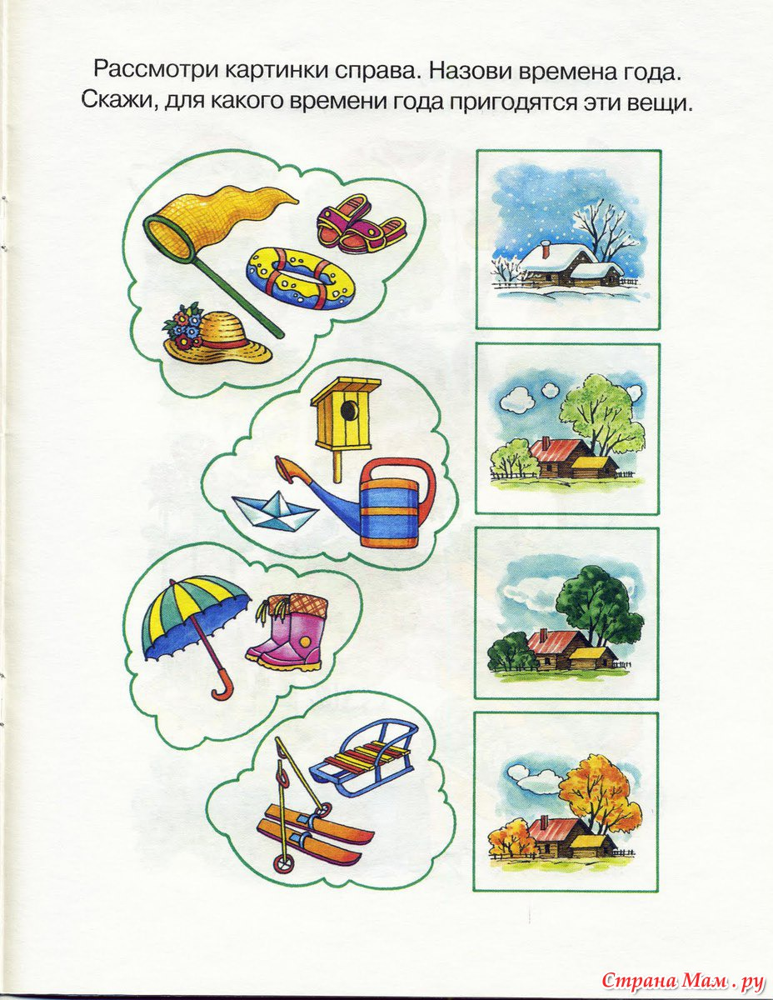 Рассмотри картинки справа. Назови времена года.
Скажи, для какого времени года пригодятся эти вещи.
Страна Мам . ру